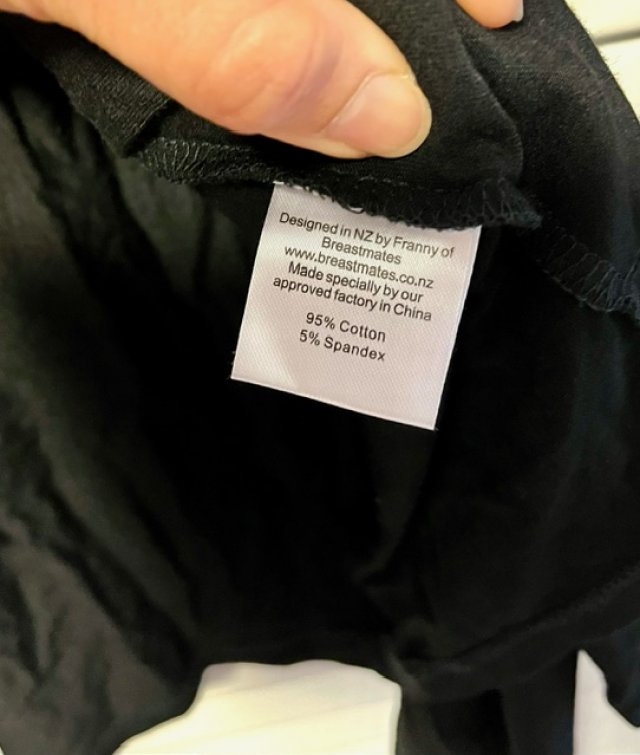 Designed in NZ by Franny of
Breastmates
www.breastmates.co.nz
Made specially by our
approved factory in China
95% Cotton
5% Spandex